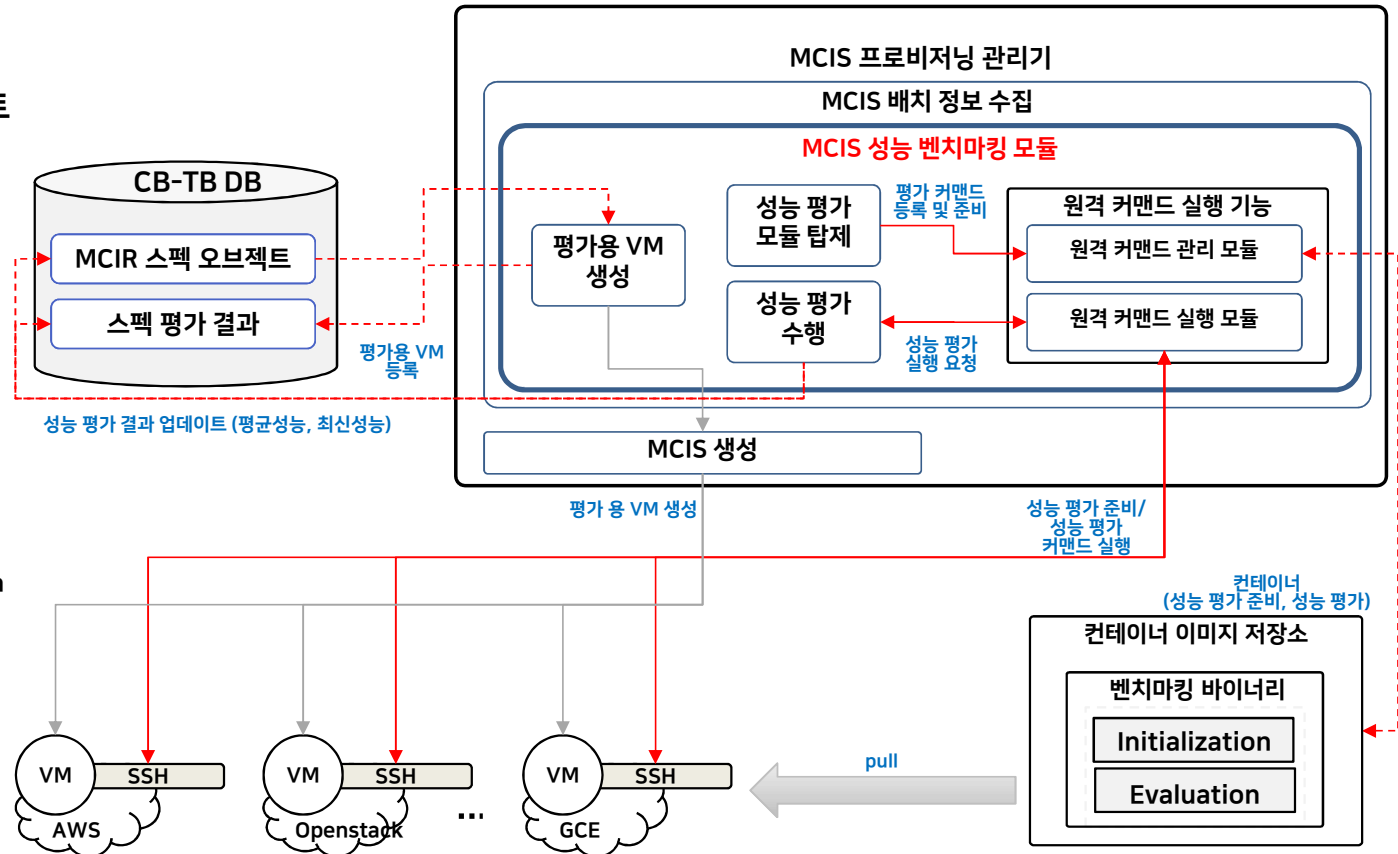 MCIS 프로비저닝 관리기
MCIS 배치 정보 수집
MCIS 성능 벤치마킹 모듈
트
CB-TB DB
MCIR 스펙 오브젝트
스펙 평가 결과
평가용 VM
생성
성능 평가
모듈 탑제
평가 커맨드
등록 및 준비
원격 커맨드 실행 기능
원격 커맨드 관리 모듈
원격 커맨드 실행 모듈
성능 평가
수행
성능 평가
실행 요청
평가용 VM
등록
성능 평가 결과 업데이트 (평균성능, 최신성능)
MCIS 생성
평가 용 VM 생성
성능 평가 준비/
성능 평가
커맨드 실행
컨테이너
(성능 평가 준비, 성능 평가)
컨테이너 이미지 저장소
벤치마킹 바이너리
Initialization
Evaluation
pull
VM
SSH
AWS
VM
SSH
Openstack
...
VM
SSH
GCE